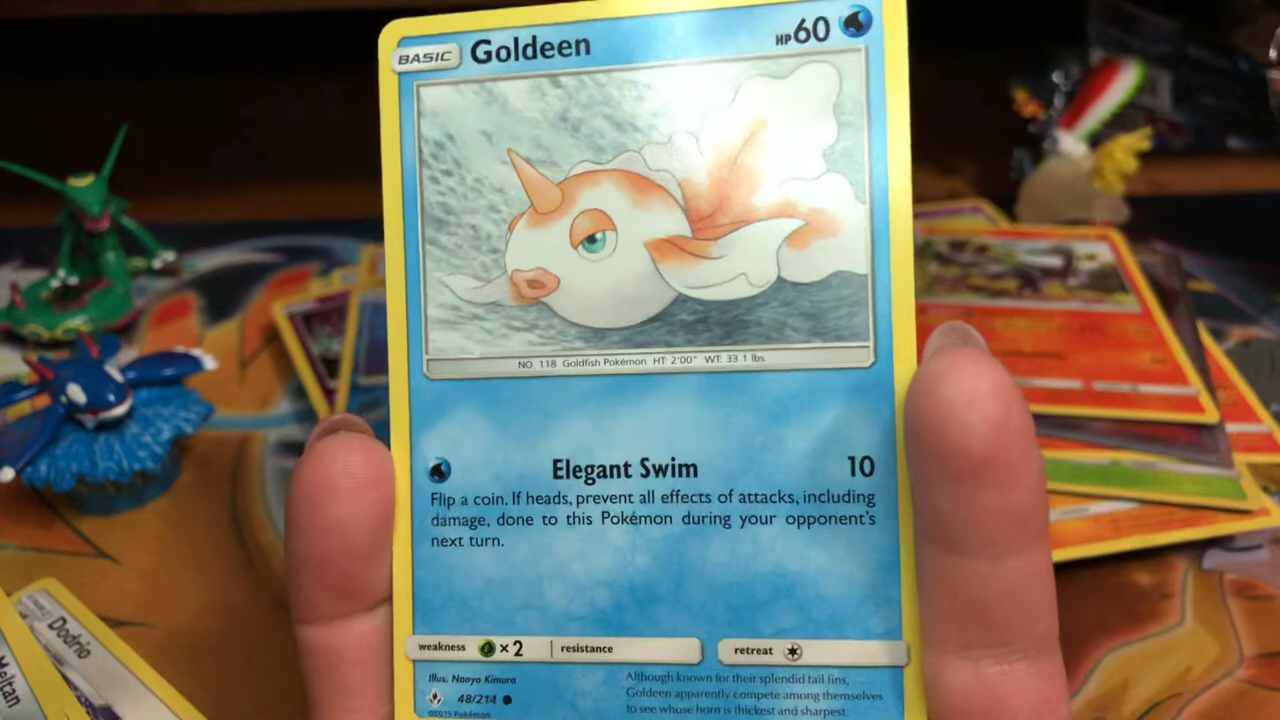 BASIC Goldeen HP60
NO. 118 Goldfish Pokémon HT: 2'00" WT: 33.1 lbs.
Elegant Swim 10
Flip a coin. If heads, prevent all effects of attacks, including
damage, done to this Pokémon during your opponent's
next turn.
weakness ×2 resistance retreat
Illus. Naoyo Kimura
48/214
©2019 Pokémon
Although known for their splendid tail fins,
Goldeen apparently compete among themselves
to see whose horn is thickest and sharpest.
Dodrio
Meltan